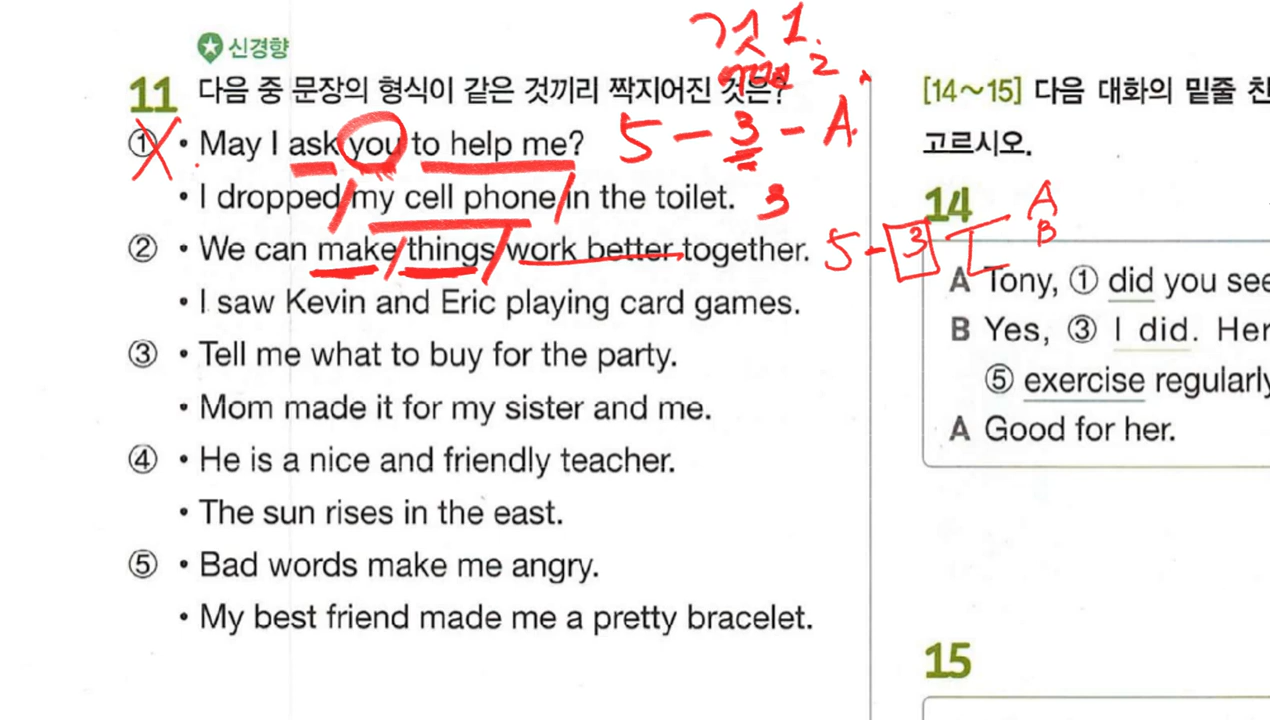 신경향
11 다음 중 문장의 형식이 같은 것끼리 짝지어진 것은?
① • May I ask you to help me?
• I dropped my cell phone in the toilet.
② • We can make things work better together.
• I saw Kevin and Eric playing card games.
③ • Tell me what to buy for the party.
• Mom made it for my sister and me.
④ • He is a nice and friendly teacher.
• The sun rises in the east.
⑤ • Bad words make me angry.
• My best friend made me a pretty bracelet.
것 1.
2.
5 - 3 - A.
3
5 - 3
A
B
[14~15] 다음 대화의 밑줄 친
고르시오.
14
A Tony, ① did you see
B Yes, ③ I did. Her
⑤ exercise regularly
A Good for her.
15